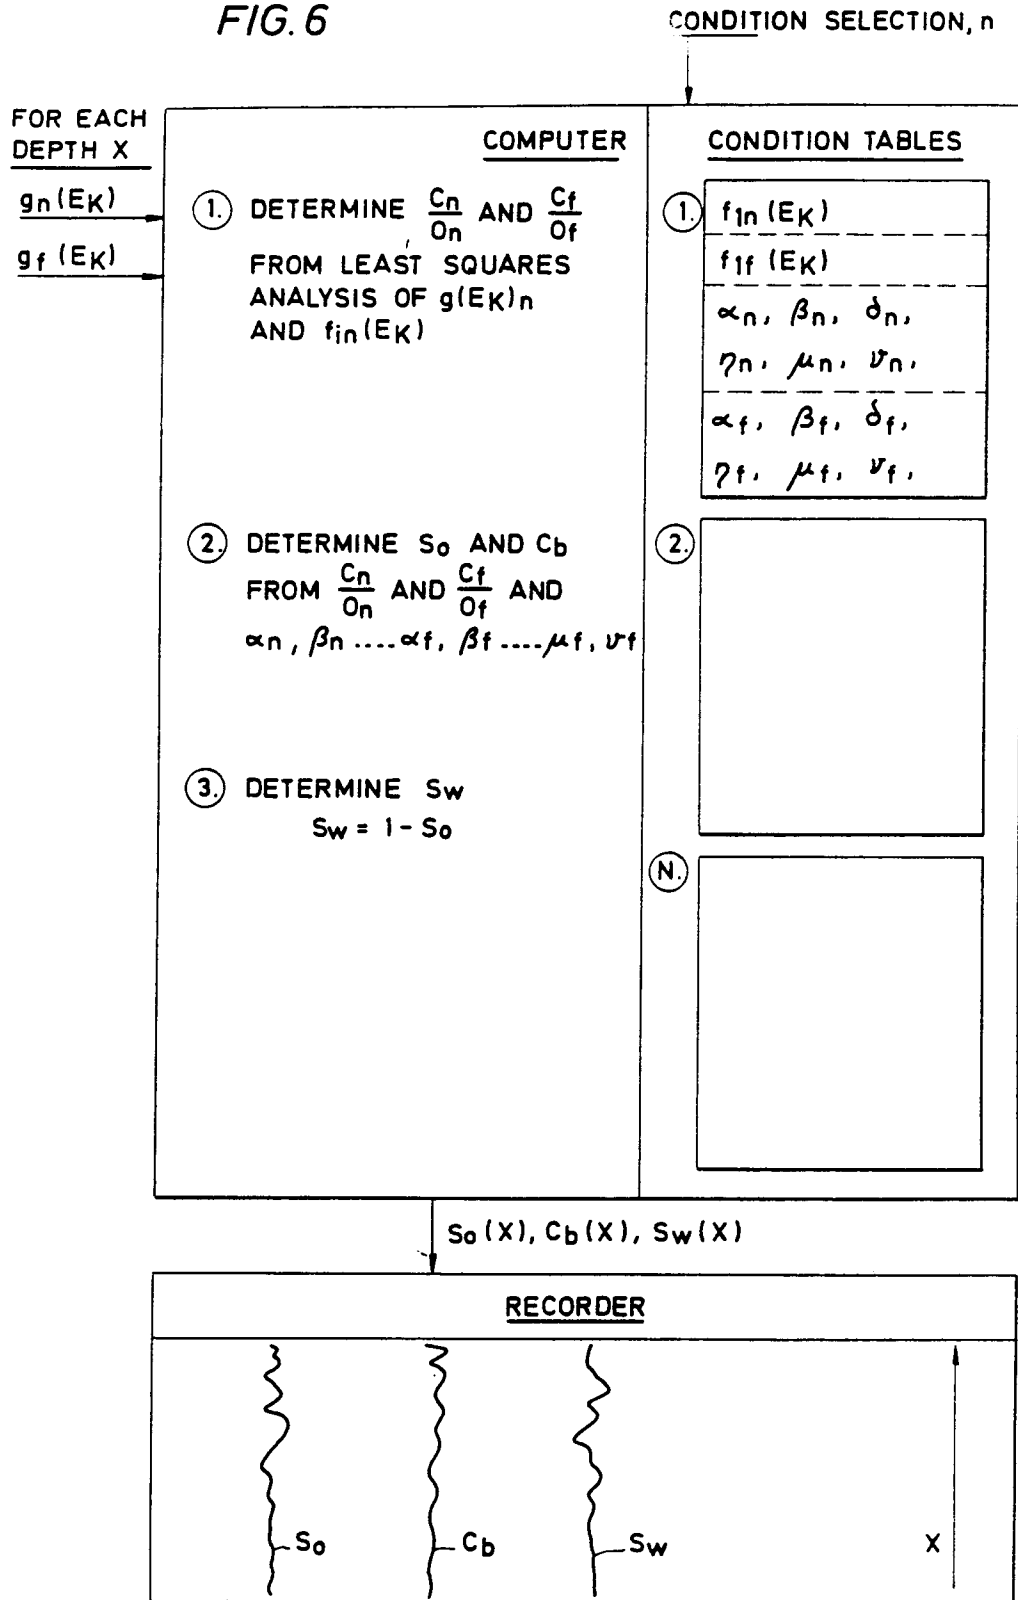 FIG. 6
CONDITION SELECTION, n
FOR EACH
DEPTH X
gn (EK)
gf (EK)
COMPUTER
1. DETERMINE Cn/On AND Cf/Of
FROM LEAST SQUARES
ANALYSIS OF g(EK)n
AND fin(EK)
2. DETERMINE So AND Cb
FROM Cn/On AND Cf/Of AND
αn, βn ....αf, βf ....μf, νf
3. DETERMINE Sw
Sw = 1 - So
CONDITION TABLES
1. f1n (EK)
f1f (EK)
αn, βn, δn,
ηn, μn, νn,
αf, βf, δf,
ηf, μf, νf,
2.
N.
So (X), Cb (X), Sw (X)
RECORDER
So
Cb
Sw
X